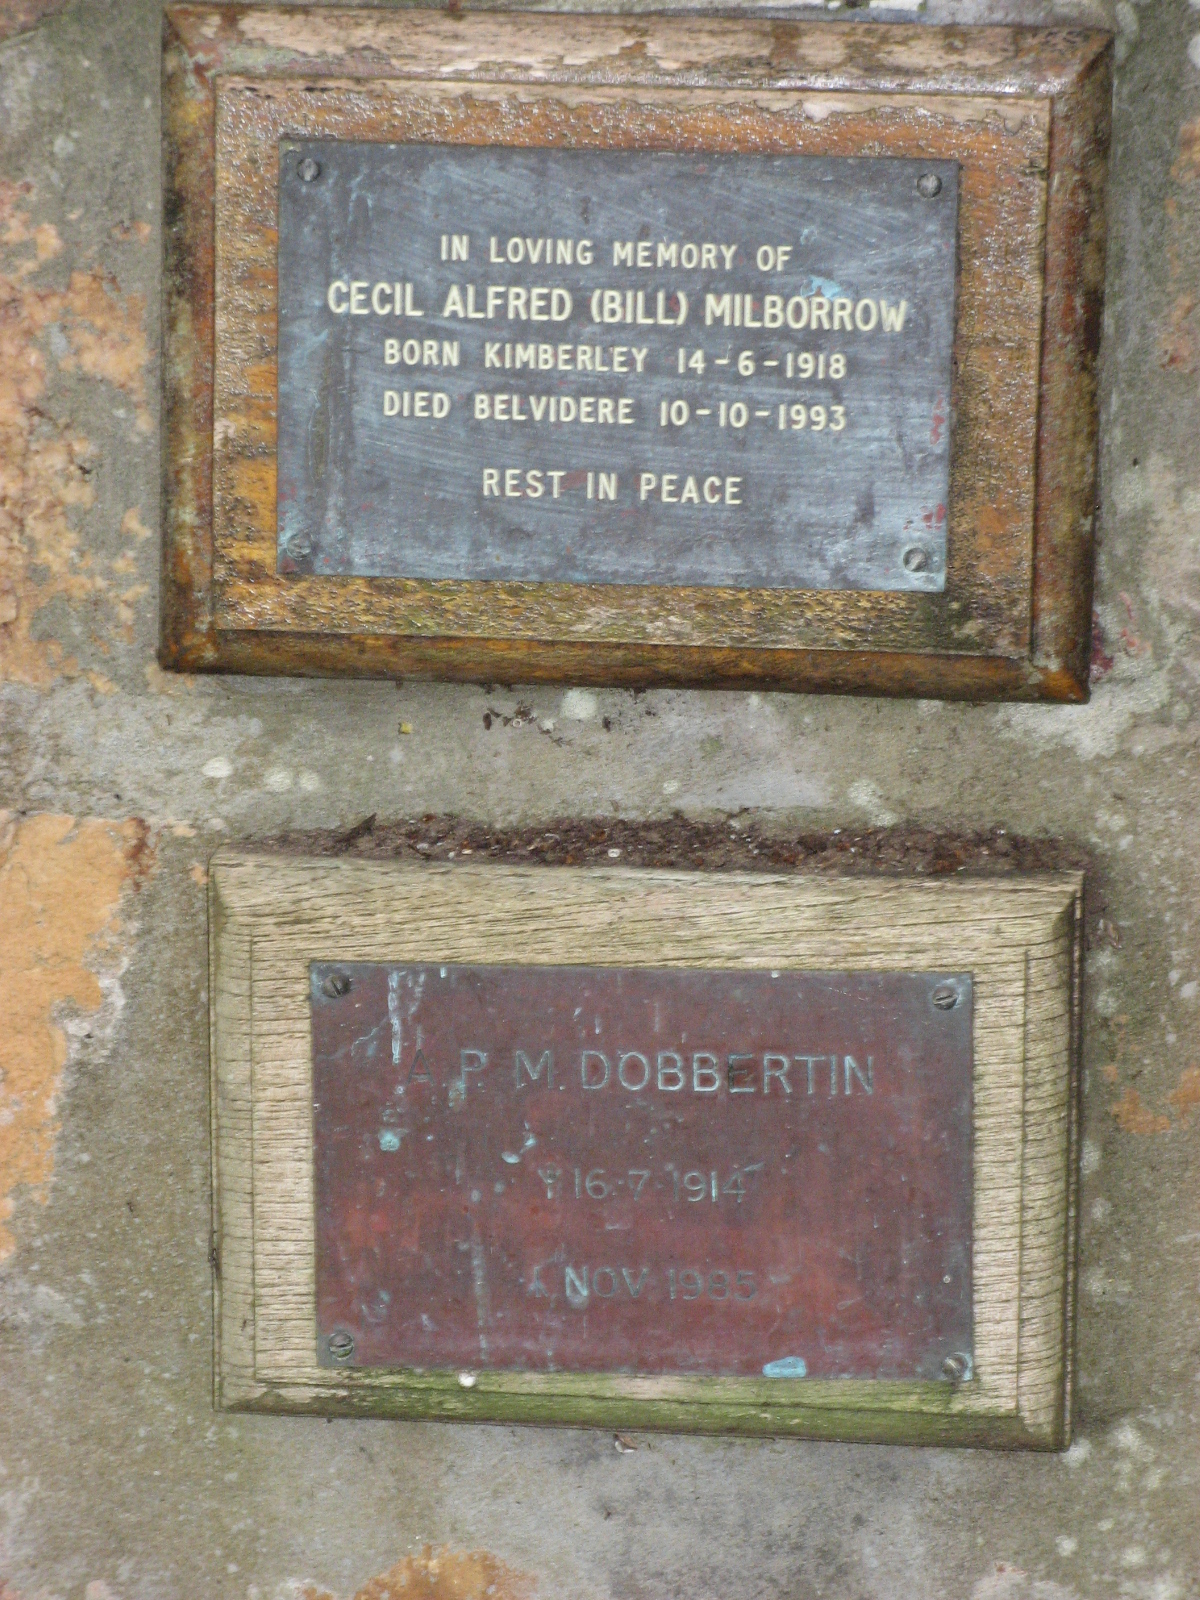 IN LOVING MEMORY OF
CECIL ALFRED (BILL) MILBORROW
BORN KIMBERLEY 14-6-1918
DIED BELVIDERE 10-10-1993
REST IN PEACE
A.P.M. DOBBERTIN
16·7·1914
NOV 1985